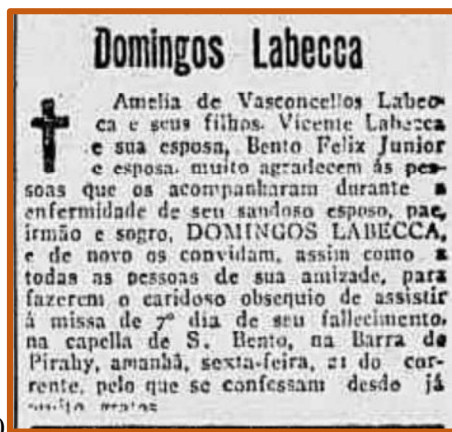 Domingos Labecca
Amelia de Vasconcellos Labec-
ca e seus filhos. Vicente Labecca
e sua esposa, Bento Felix Junior
e esposa. muito agradecem ás pes-
soas que os acompanharam durante a
enfermidade de seu saudoso esposo, pae,
irmão e sogro, DOMINGOS LABECCA,
e de novo os convidam, assim como a
todas as pessoas de sua amizade, para
fazerem o caridoso obsequio de assistir
á missa de 7º dia de seu fallecimento.
na capella de S. Bento, na Barra do
Pirahy, amanhã, sexta-feira, 21 do cor-
rente, pelo que se confessam desde já
muito gratos